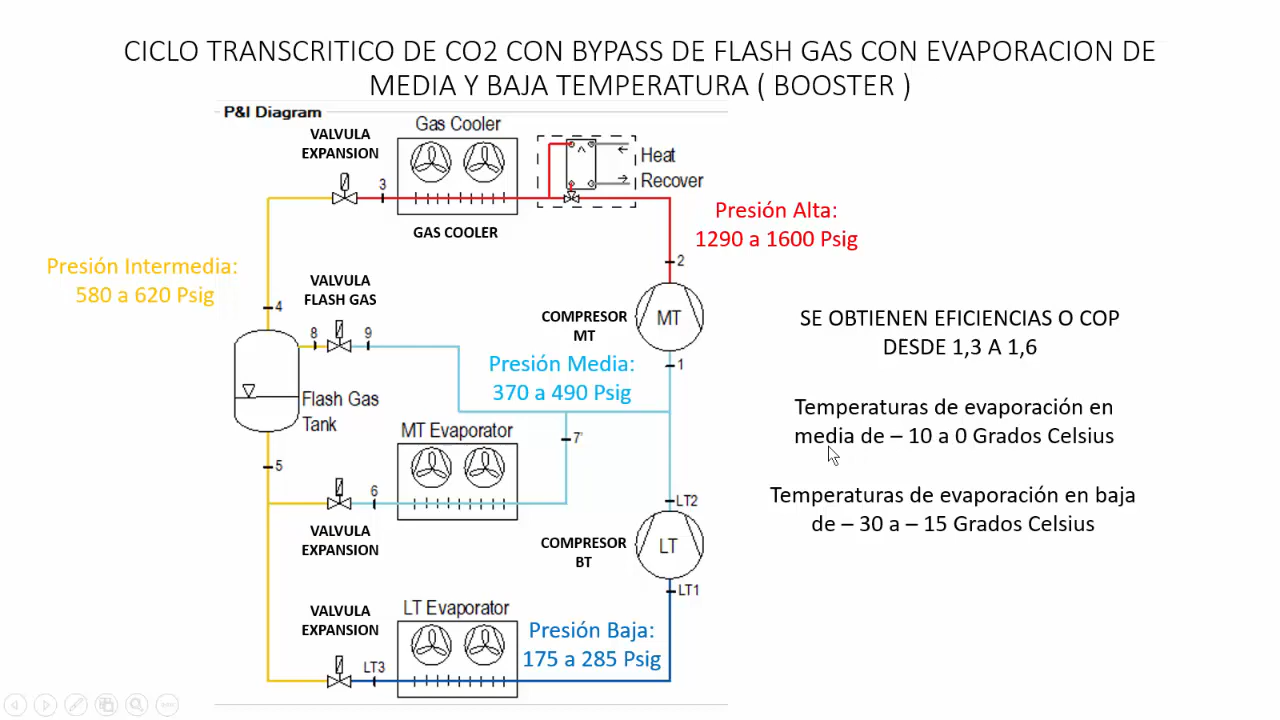 CICLO TRANSCRITICO DE CO2 CON BYPASS DE FLASH GAS CON EVAPORACION DE
MEDIA Y BAJA TEMPERATURA ( BOOSTER )
P&I Diagram
VALVULA
EXPANSION
Gas Cooler
Heat
Recover
3
GAS COOLER
Presión Alta:
1290 a 1600 Psig
2
Presión Intermedia:
580 a 620 Psig
4
VALVULA
FLASH GAS
8
9
COMPRESOR
MT
MT
SE OBTIENEN EFICIENCIAS O COP
DESDE 1,3 A 1,6
Presión Media:
370 a 490 Psig
1
Flash Gas
Tank
Temperaturas de evaporación en
media de – 10 a 0 Grados Celsius
MT Evaporator
7'
5
6
VALVULA
EXPANSION
LT2
Temperaturas de evaporación en baja
de – 30 a – 15 Grados Celsius
COMPRESOR
BT
LT
LT1
VALVULA
EXPANSION
LT Evaporator
Presión Baja:
175 a 285 Psig
LT3